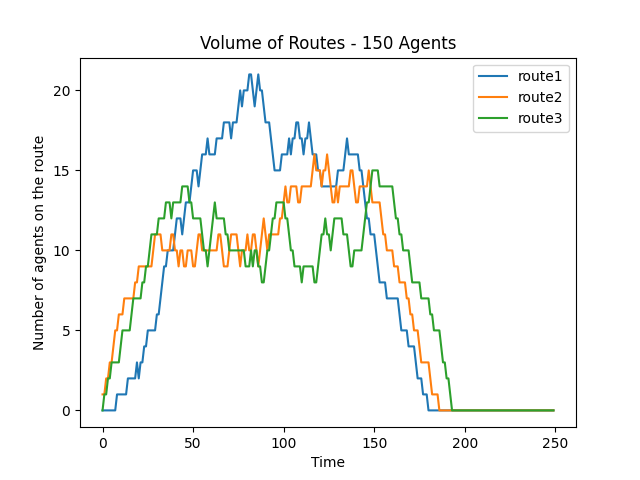 Volume of Routes - 150 Agents
route1
route2
route3
Number of agents on the route
20
15
10
5
0
0 50 100 150 200 250
Time